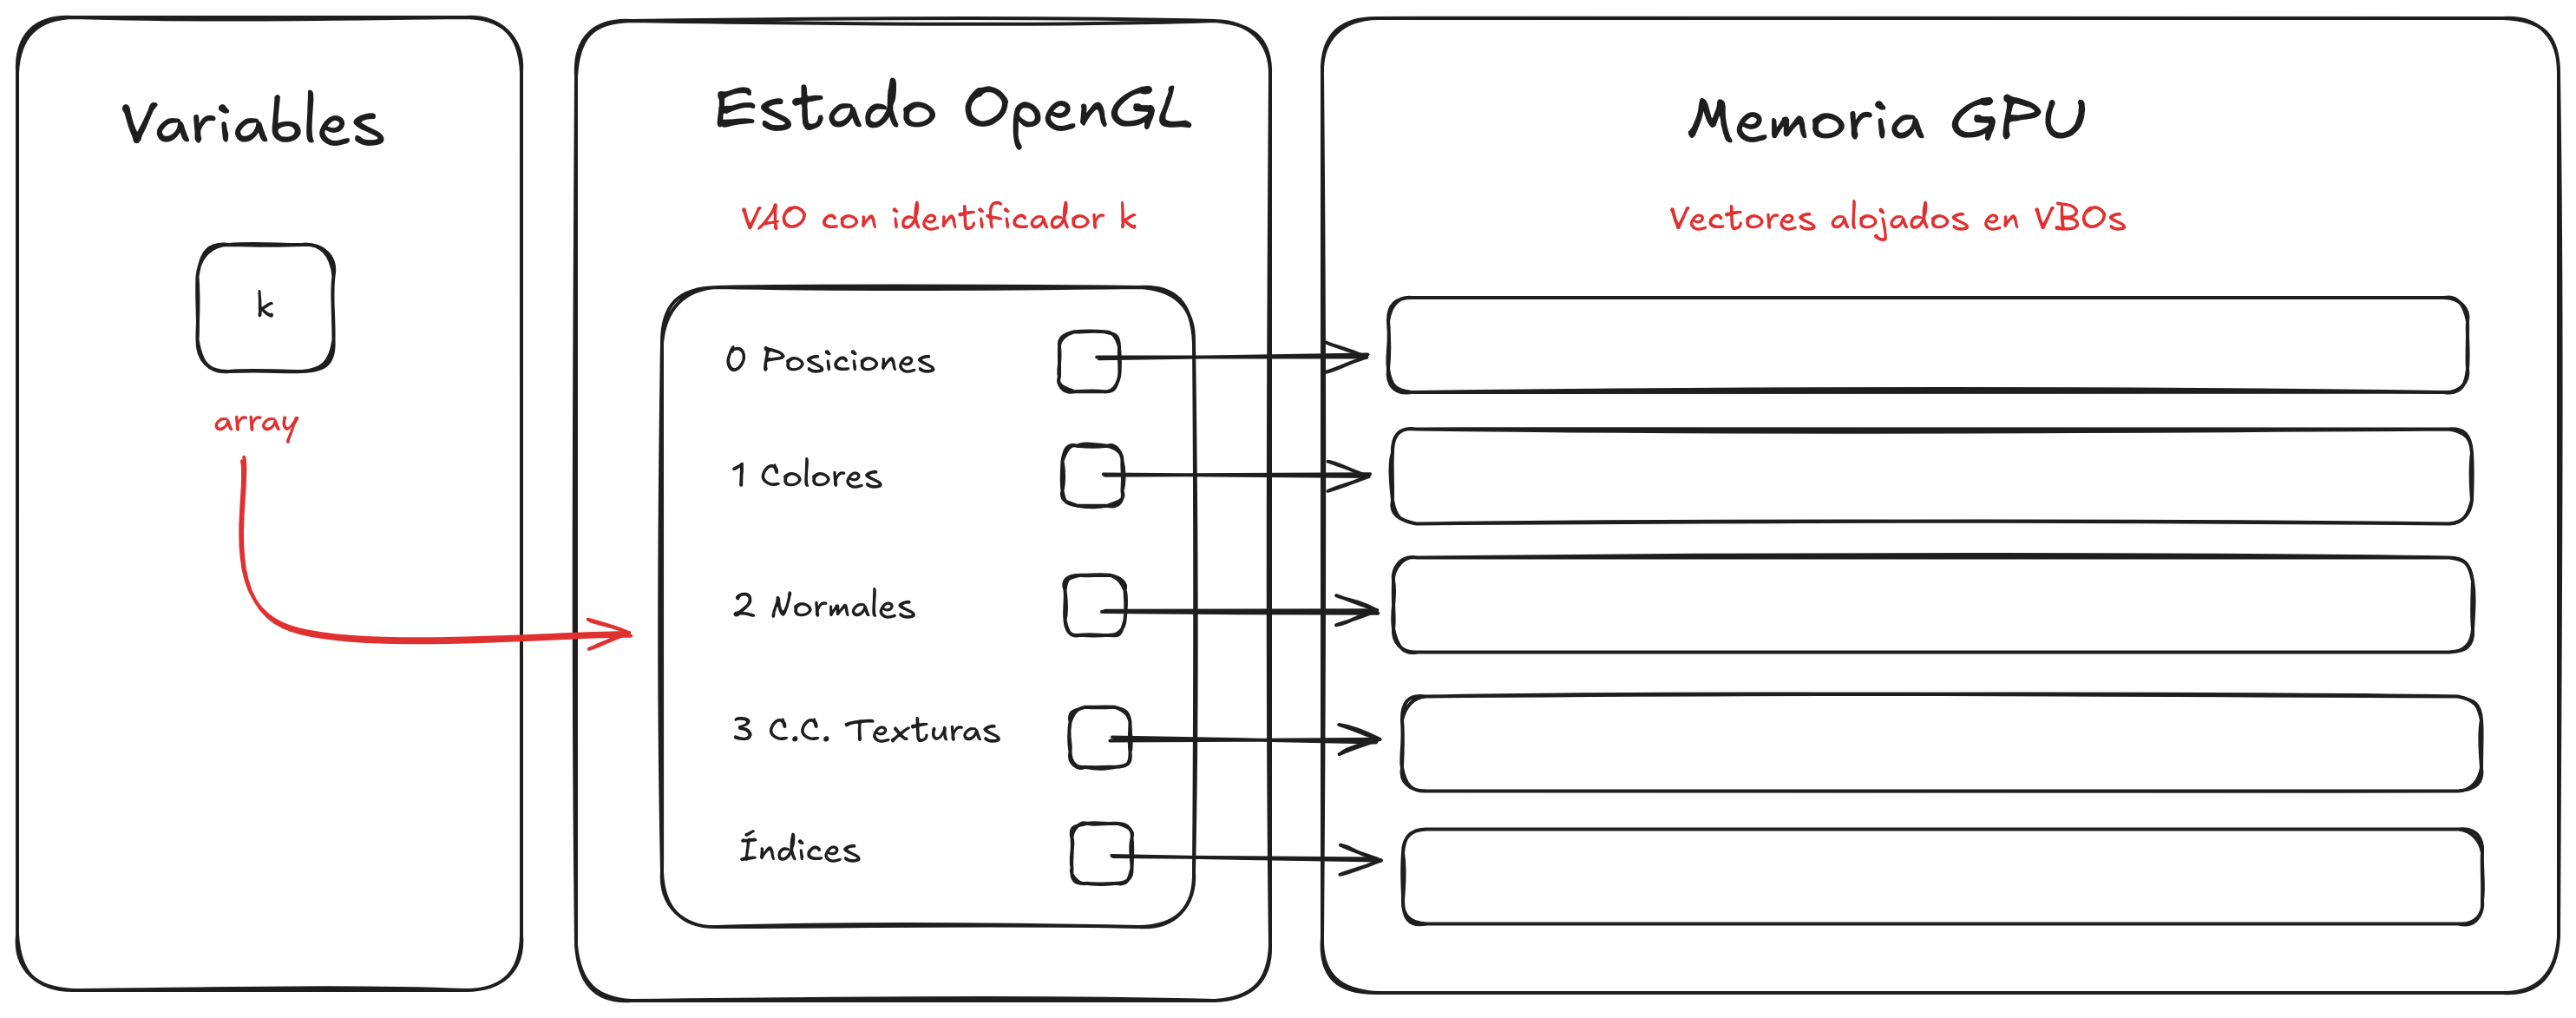 Variables
k
array
Estado OpenGL
VAO con identificador k
0 Posiciones
1 Colores
2 Normales
3 C.C. Texturas
Índices
Memoria GPU
Vectores alojados en VBOs